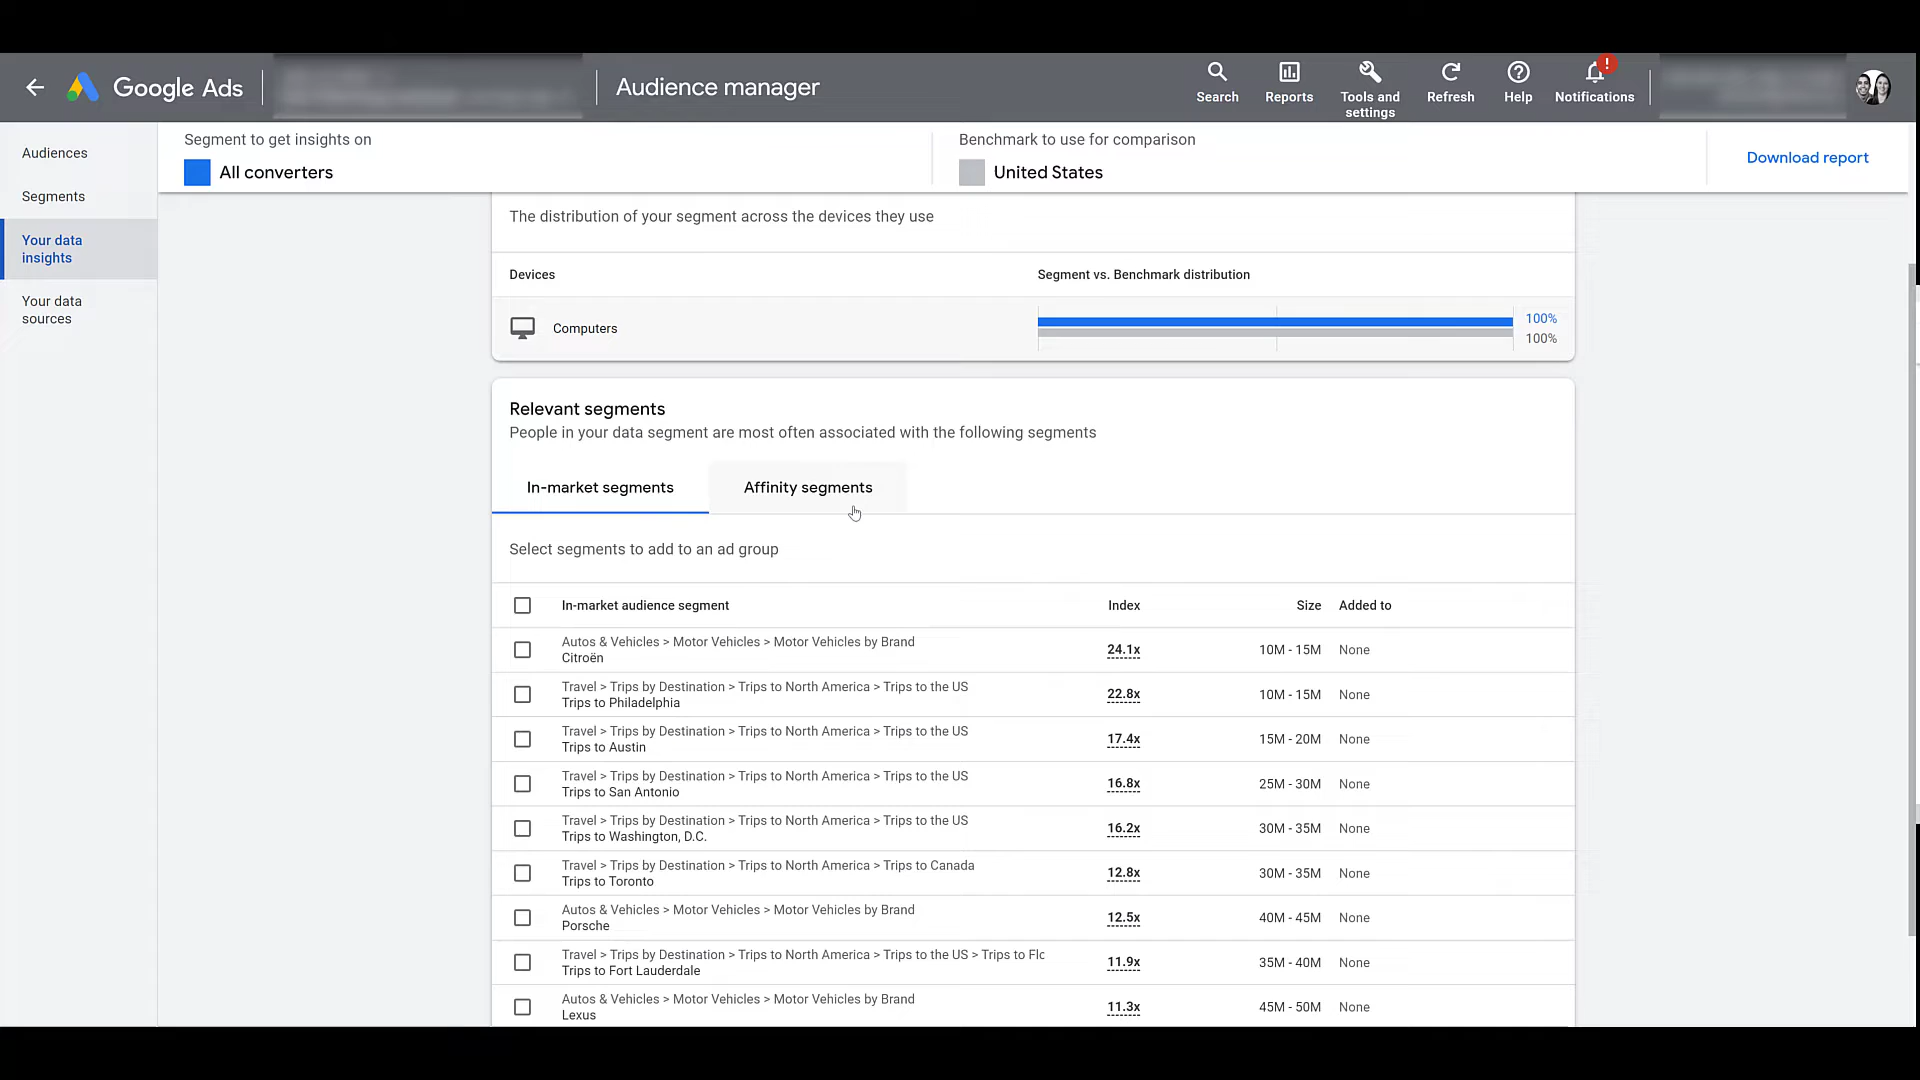 Google Ads
Audience manager
Search
Reports
Tools and
settings
Refresh
Help
!
Notifications
Audiences
Segments
Your data
insights
Your data
sources
Segment to get insights on
All converters
Benchmark to use for comparison
United States
Download report
The distribution of your segment across the devices they use
Devices Segment vs. Benchmark distribution
Computers
100%
100%
Relevant segments
People in your data segment are most often associated with the following segments
In-market segments Affinity segments
Select segments to add to an ad group
In-market audience segment Index Size Added to
Autos & Vehicles > Motor Vehicles > Motor Vehicles by Brand
Citroën 24.1x 10M - 15M None
Travel > Trips by Destination > Trips to North America > Trips to the US
Trips to Philadelphia 22.8x 10M - 15M None
Travel > Trips by Destination > Trips to North America > Trips to the US
Trips to Austin 17.4x 15M - 20M None
Travel > Trips by Destination > Trips to North America > Trips to the US
Trips to San Antonio 16.8x 25M - 30M None
Travel > Trips by Destination > Trips to North America > Trips to the US
Trips to Washington, D.C. 16.2x 30M - 35M None
Travel > Trips by Destination > Trips to North America > Trips to Canada
Trips to Toronto 12.8x 30M - 35M None
Autos & Vehicles > Motor Vehicles > Motor Vehicles by Brand
Porsche 12.5x 40M - 45M None
Travel > Trips by Destination > Trips to North America > Trips to the US > Trips to Flc
Trips to Fort Lauderdale 11.9x 35M - 40M None
Autos & Vehicles > Motor Vehicles > Motor Vehicles by Brand
Lexus 11.3x 45M - 50M None